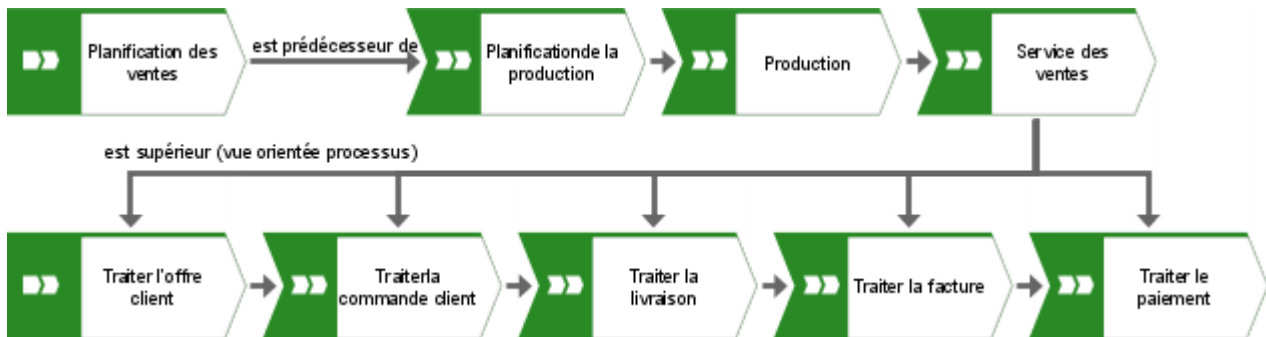 Planification des
ventes
est prédécesseur de
Planificationde la
production
Production
Service des
ventes
est supérieur (vue orientée processus)
Traiter l'offre
client
Traiterla
commande client
Traiter la
livraison
Traiter la facture
Traiter le
paiement